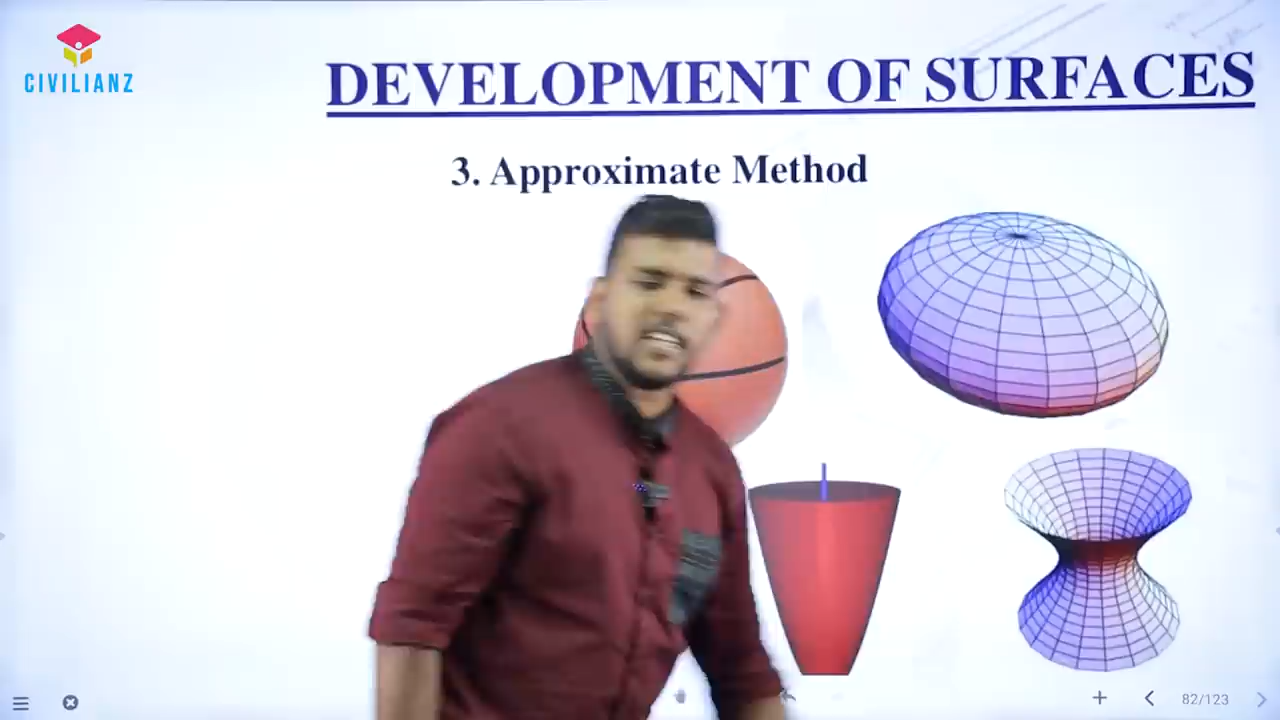 CIVILIANZ
DEVELOPMENT OF SURFACES
3. Approximate Method
82/123